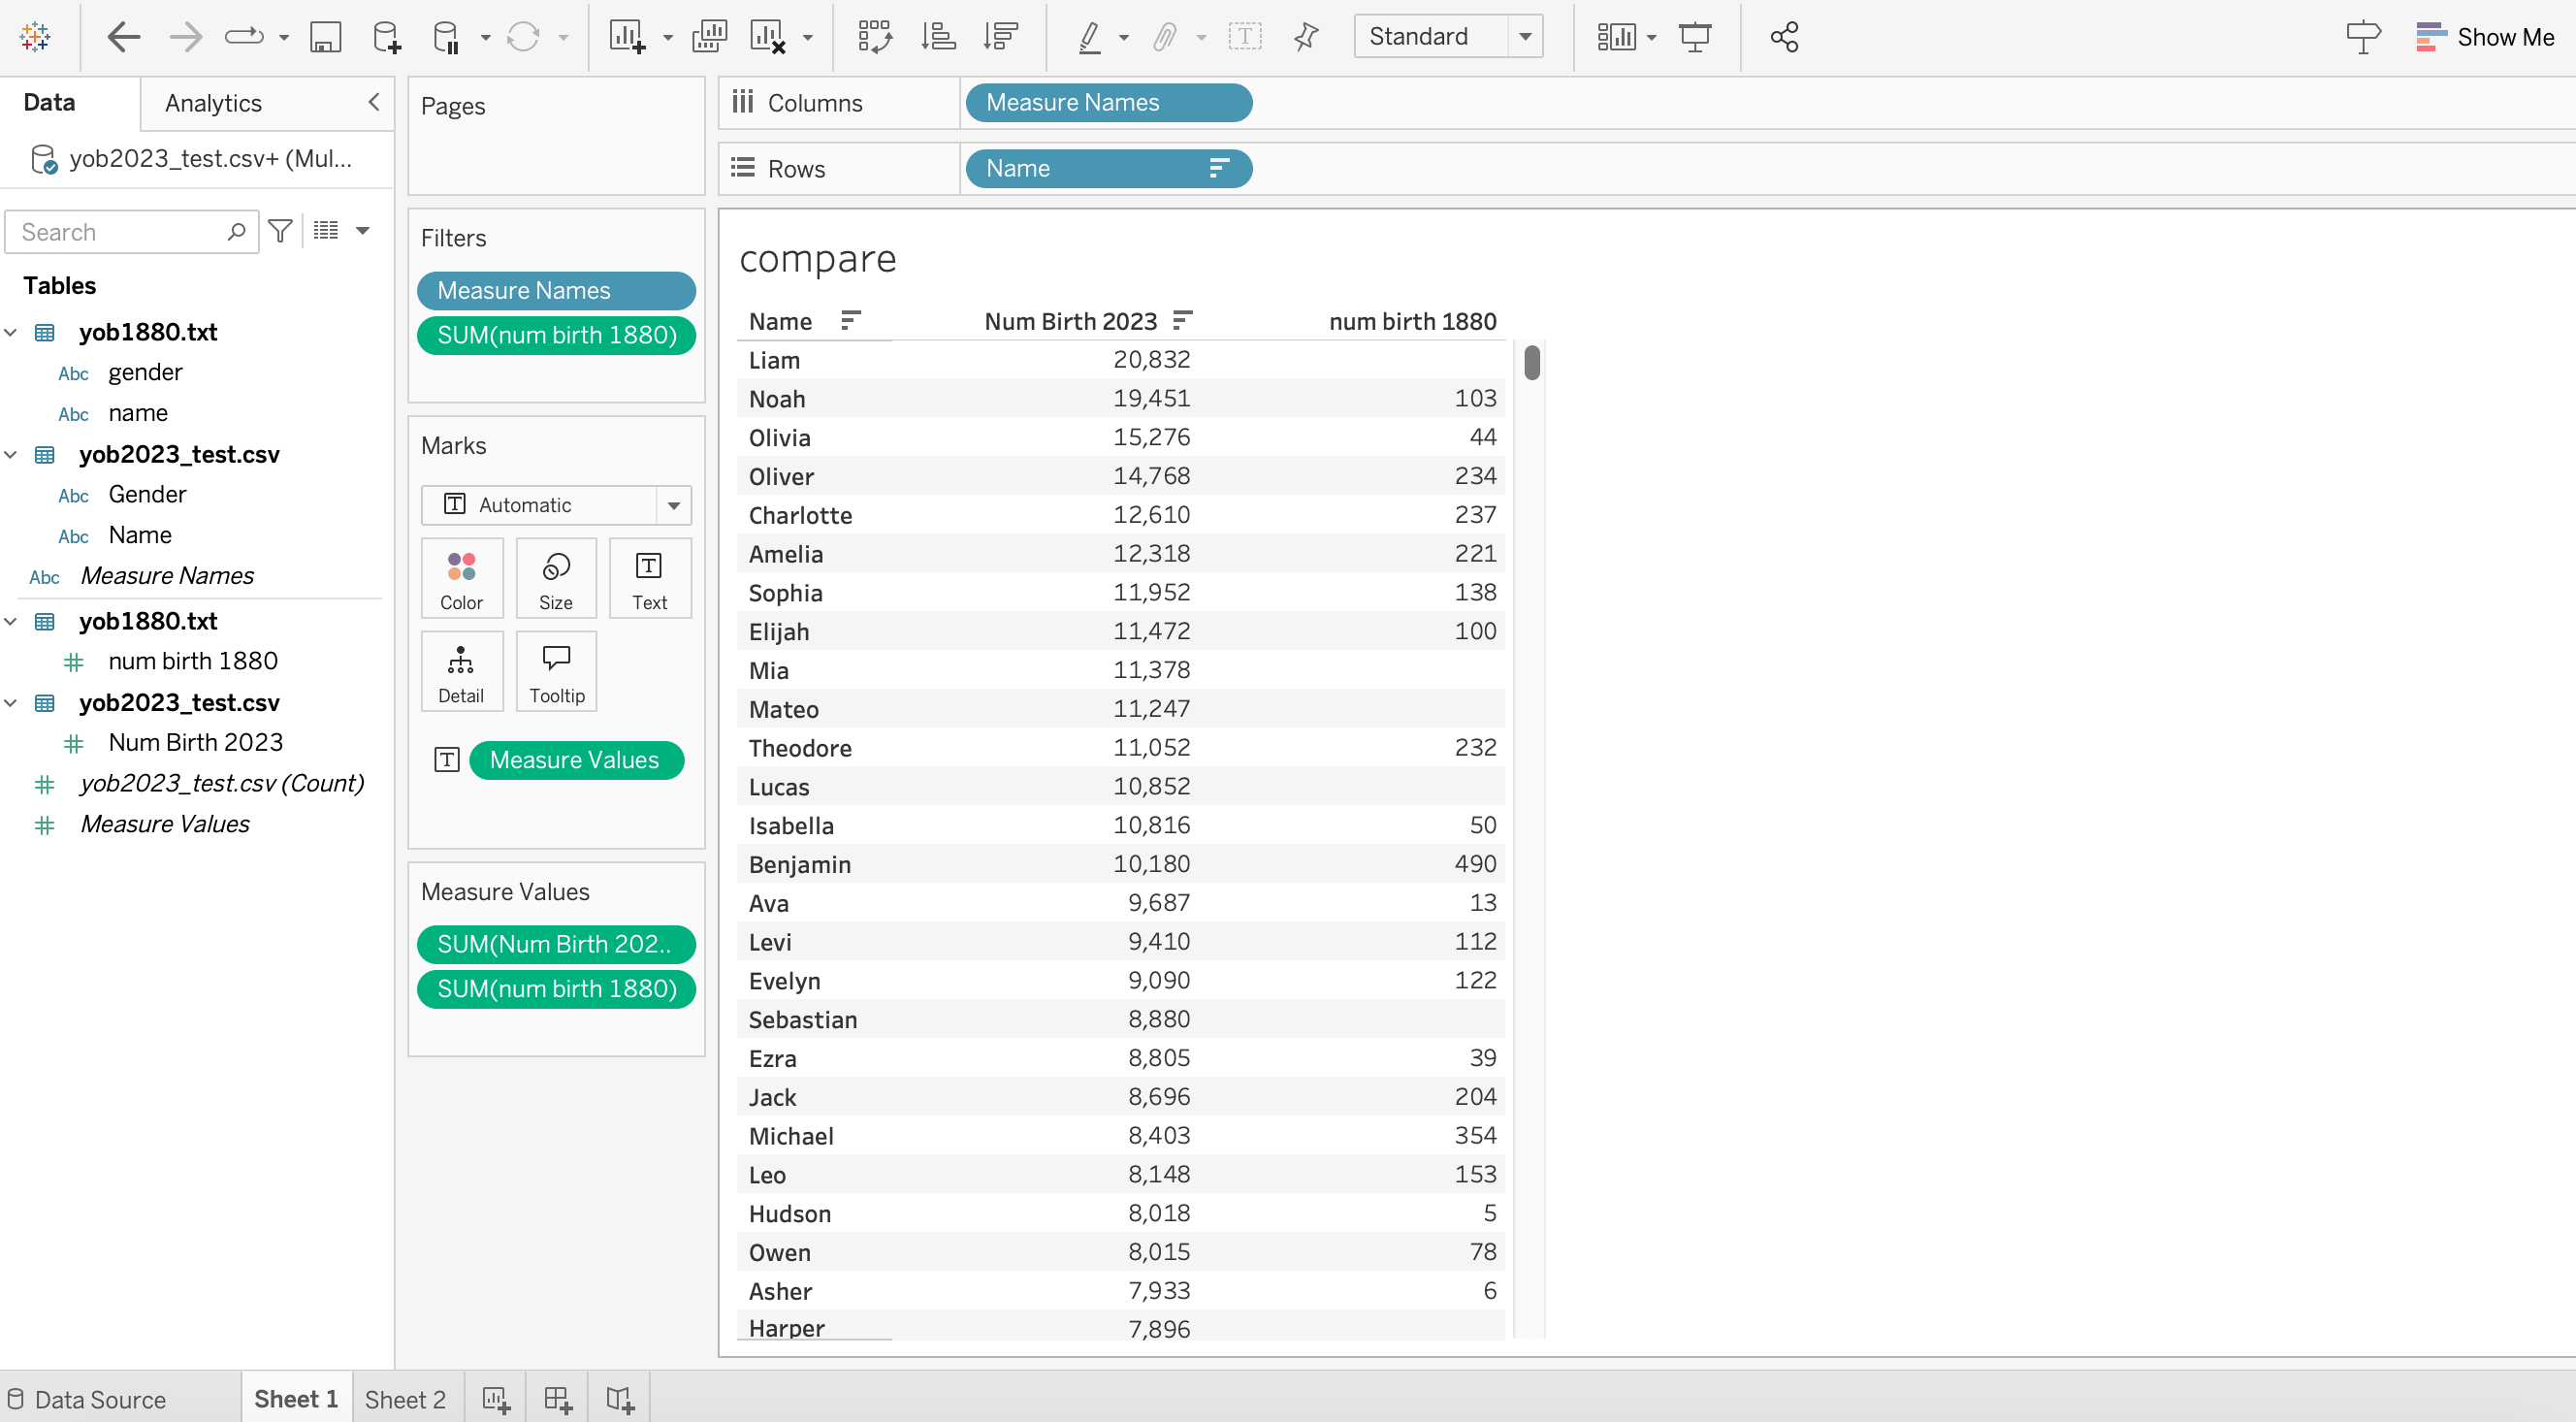 Standard
Show Me
Data
Analytics
yob2023_test.csv+ (Mul...
Search
Tables
yob1880.txt
Abc gender
Abc name
yob2023_test.csv
Abc Gender
Abc Name
Abc Measure Names
yob1880.txt
num birth 1880
yob2023_test.csv
Num Birth 2023
yob2023_test.csv (Count)
Measure Values
Pages
Filters
Measure Names
SUM(num birth 1880)
Marks
T Automatic
Color Size Text
Detail Tooltip
T Measure Values
Measure Values
SUM(Num Birth 202..
SUM(num birth 1880)
Columns Measure Names
Rows Name
compare
Name Num Birth 2023 num birth 1880
Liam 20,832
Noah 19,451 103
Olivia 15,276 44
Oliver 14,768 234
Charlotte 12,610 237
Amelia 12,318 221
Sophia 11,952 138
Elijah 11,472 100
Mia 11,378
Mateo 11,247
Theodore 11,052 232
Lucas 10,852
Isabella 10,816 50
Benjamin 10,180 490
Ava 9,687 13
Levi 9,410 112
Evelyn 9,090 122
Sebastian 8,880
Ezra 8,805 39
Jack 8,696 204
Michael 8,403 354
Leo 8,148 153
Hudson 8,018 5
Owen 8,015 78
Asher 7,933 6
Harper 7,896
Data Source Sheet 1 Sheet 2